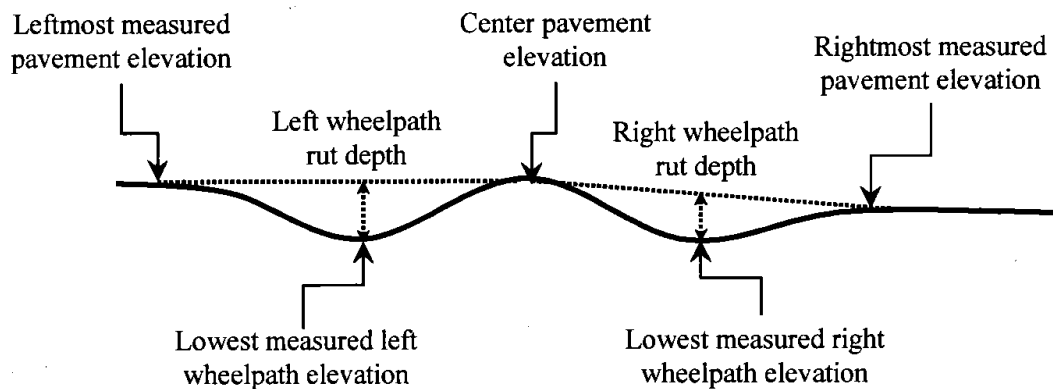 Leftmost measured
pavement elevation
Center pavement
elevation
Rightmost measured
pavement elevation
Left wheelpath
rut depth
Right wheelpath
rut depth
Lowest measured left
wheelpath elevation
Lowest measured right
wheelpath elevation